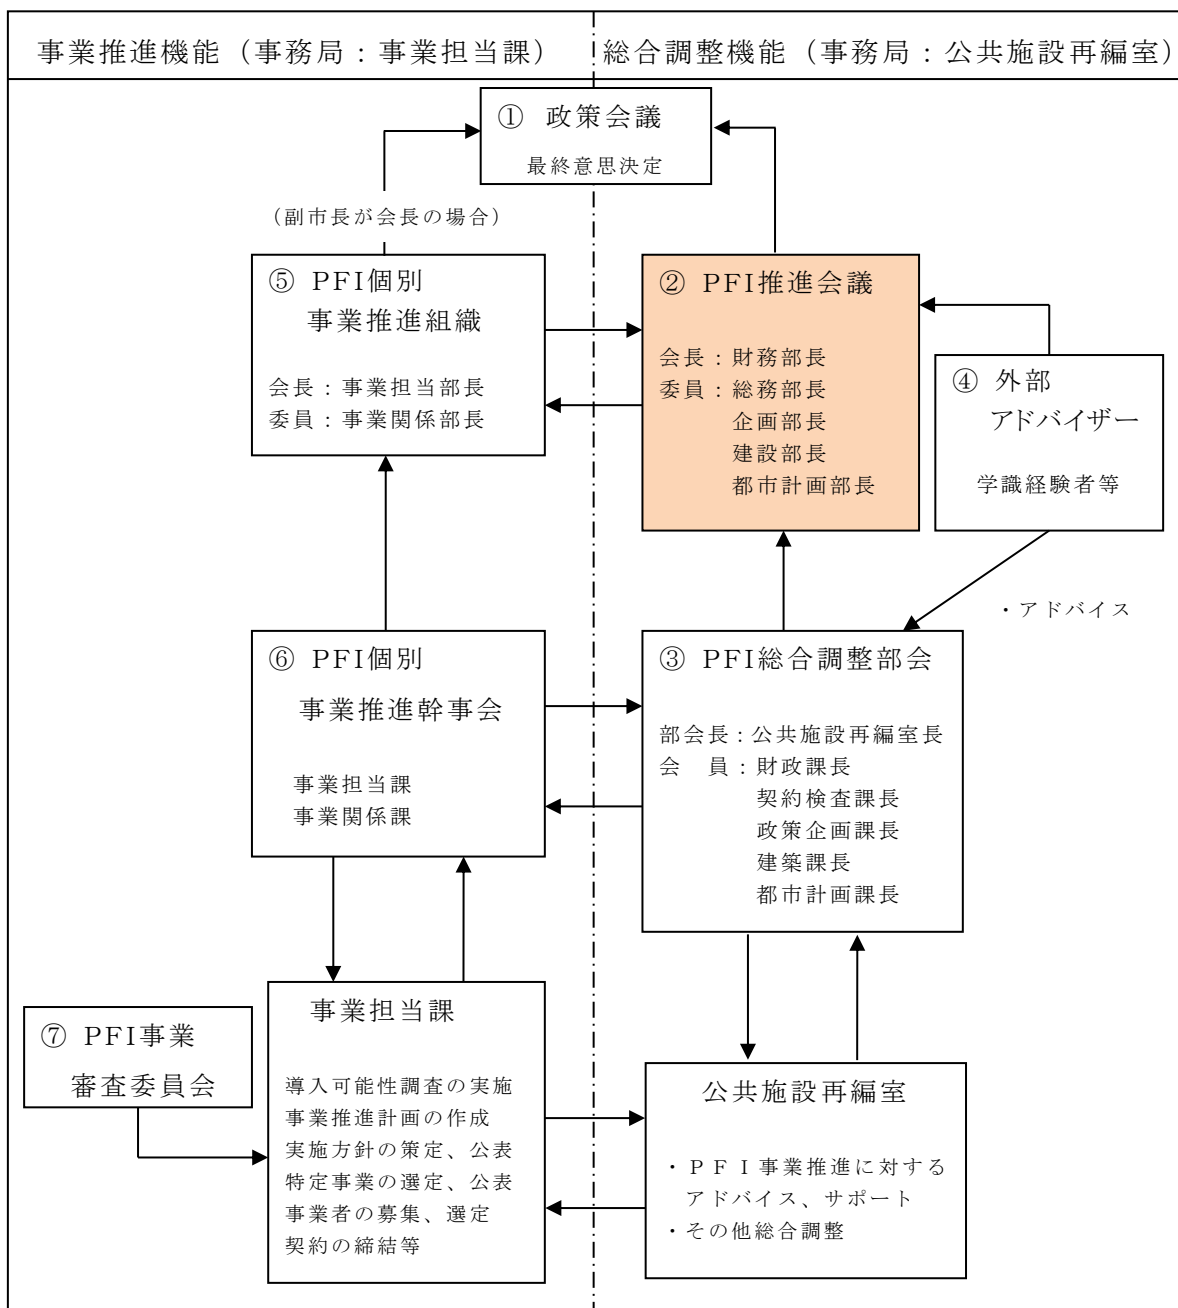 事業推進機能（事務局：事業担当課）
総合調整機能（事務局：公共施設再編室）
① 政策会議
最終意思決定
（副市長が会長の場合）
⑤ PFI個別
事業推進組織
会長：事業担当部長
委員：事業関係部長
② PFI推進会議
会長：財務部長
委員：総務部長
企画部長
建設部長
都市計画部長
④ 外部
アドバイザー
学識経験者等
・アドバイス
⑥ PFI個別
事業推進幹事会
事業担当課
事業関係課
③ PFI総合調整部会
部会長：公共施設再編室長
会　員：財政課長
契約検査課長
政策企画課長
建築課長
都市計画課長
⑦ PFI事業
審査委員会
事業担当課
導入可能性調査の実施
事業推進計画の作成
実施方針の策定、公表
特定事業の選定、公表
事業者の募集、選定
契約の締結等
公共施設再編室
・ＰＦＩ事業推進に対する
アドバイス、サポート
・その他総合調整